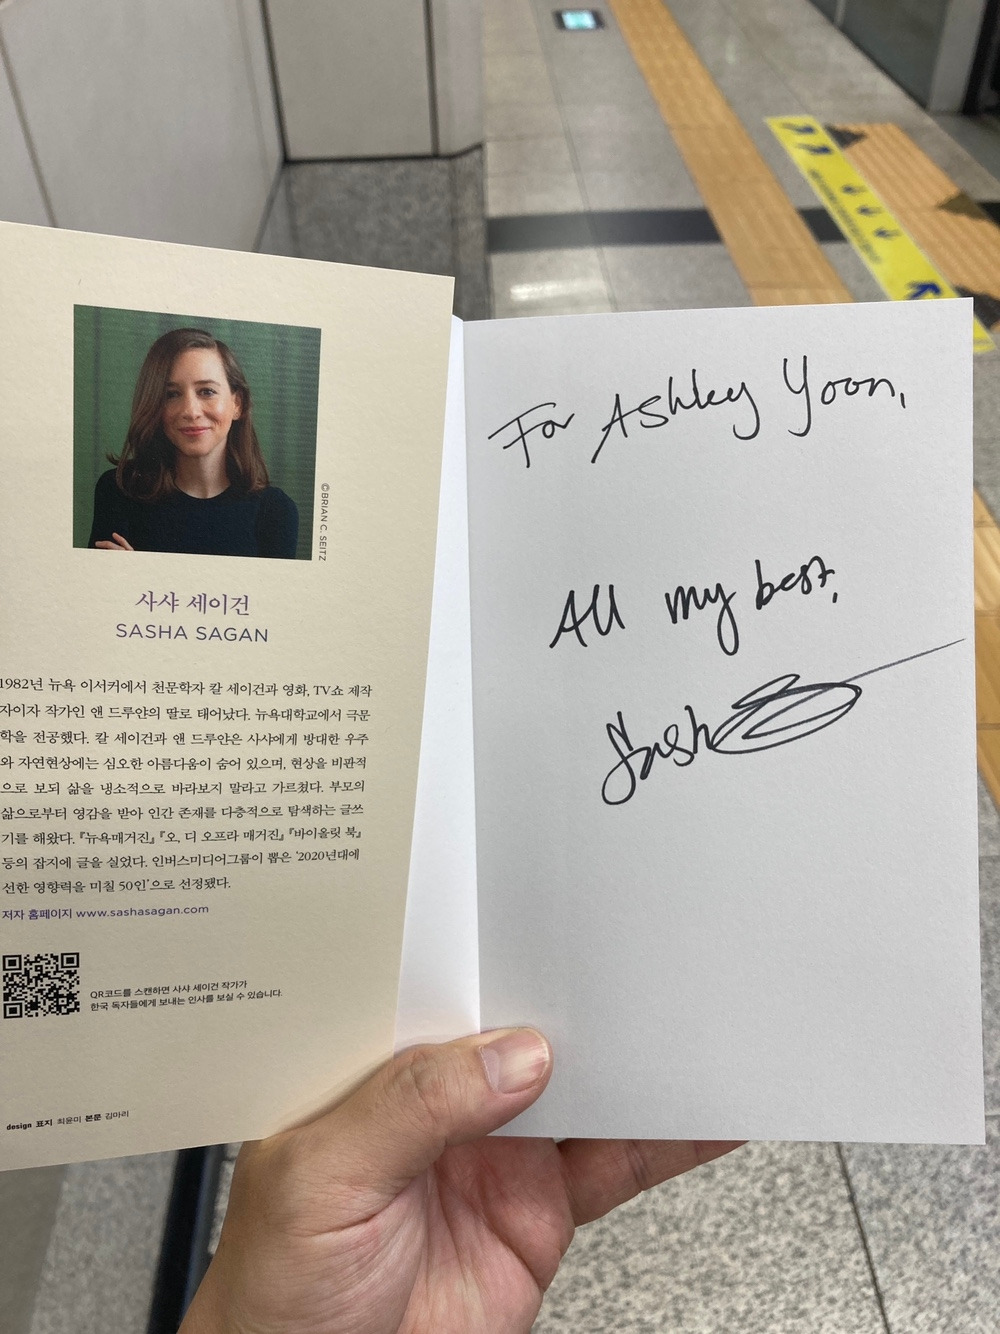 ©BRIAN C. SEITZ
사샤 세이건
SASHA SAGAN
1982년 뉴욕 이서커에서 천문학자 칼 세이건과 영화, TV쇼 제작
자이자 작가인 앤 드루얀의 딸로 태어났다. 뉴욕대학교에서 극문
학을 전공했다. 칼 세이건과 앤 드루얀은 사샤에게 방대한 우주
와 자연현상에는 심오한 아름다움이 숨어 있으며, 현상을 비판적
으로 보되 삶을 냉소적으로 바라보지 말라고 가르쳤다. 부모의
삶으로부터 영감을 받아 인간 존재를 다층적으로 탐색하는 글쓰
기를 해왔다. 『뉴욕매거진』 『오, 디 오프라 매거진』 『바이올릿 북』
등의 잡지에 글을 실었다. 인버스미디어그룹이 뽑은 '2020년대에
선한 영향력을 미칠 50인'으로 선정됐다.
저자 홈페이지 www.sashasagan.com
QR코드를 스캔하면 사샤 세이건 작가가
한국 독자들에게 보내는 인사를 보실 수 있습니다.
design 표지 최윤미 본문 김마리
For Ashley Yoon,
All my best,
Sasha